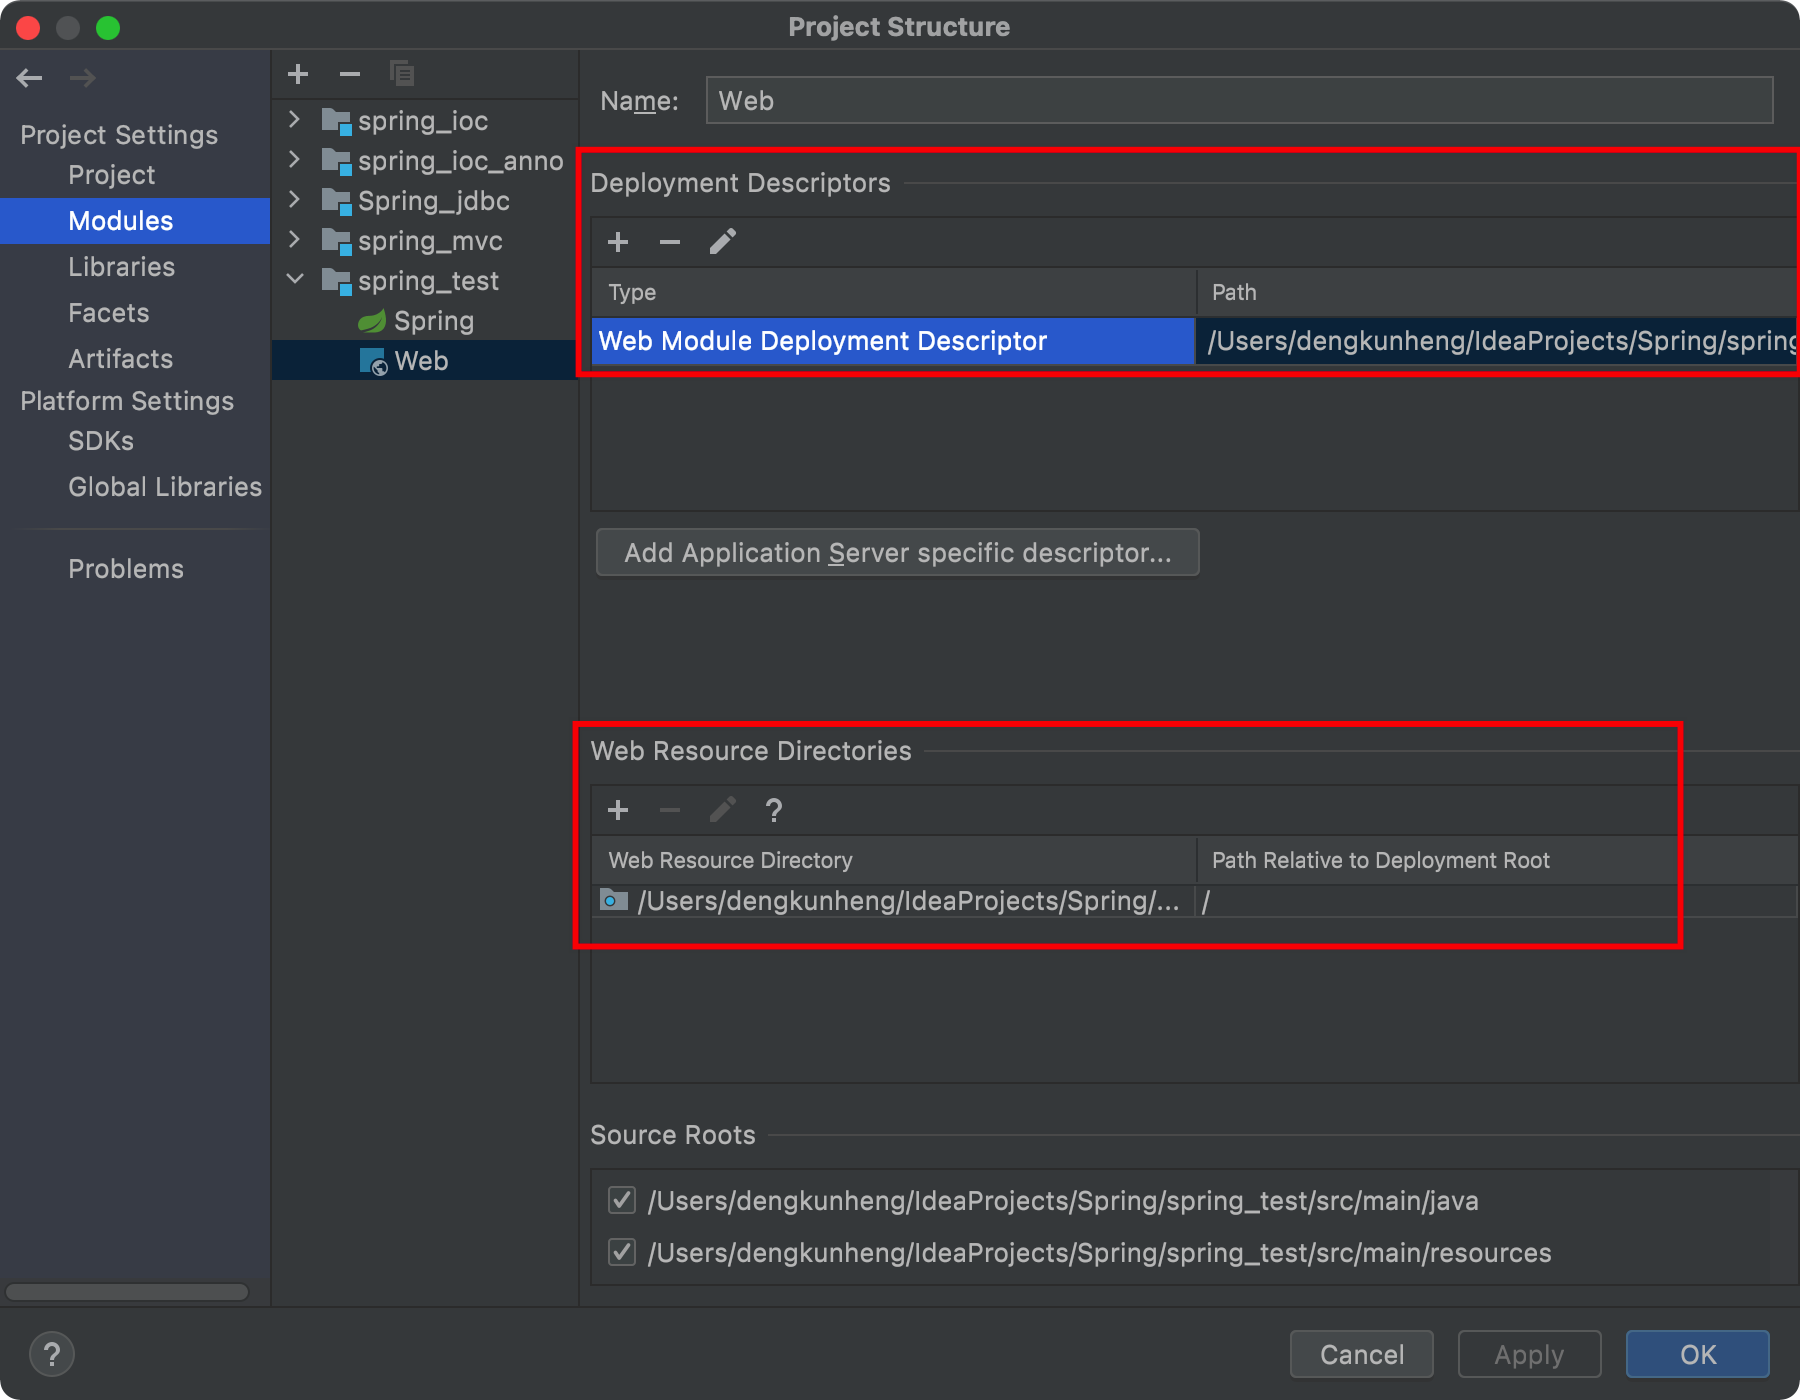 Project Structure
Project Settings
Project
Modules
Libraries
Facets
Artifacts
Platform Settings
SDKs
Global Libraries
Problems
spring_ioc
spring_ioc_anno
Spring_jdbc
spring_mvc
spring_test
Spring
Web
Name: Web
Deployment Descriptors
Type Path
Web Module Deployment Descriptor /Users/dengkunheng/IdeaProjects/Spring/spring
Add Application Server specific descriptor...
Web Resource Directories
?
Web Resource Directory Path Relative to Deployment Root
/Users/dengkunheng/IdeaProjects/Spring/... /
Source Roots
/Users/dengkunheng/IdeaProjects/Spring/spring_test/src/main/java
/Users/dengkunheng/IdeaProjects/Spring/spring_test/src/main/resources
? Cancel Apply OK